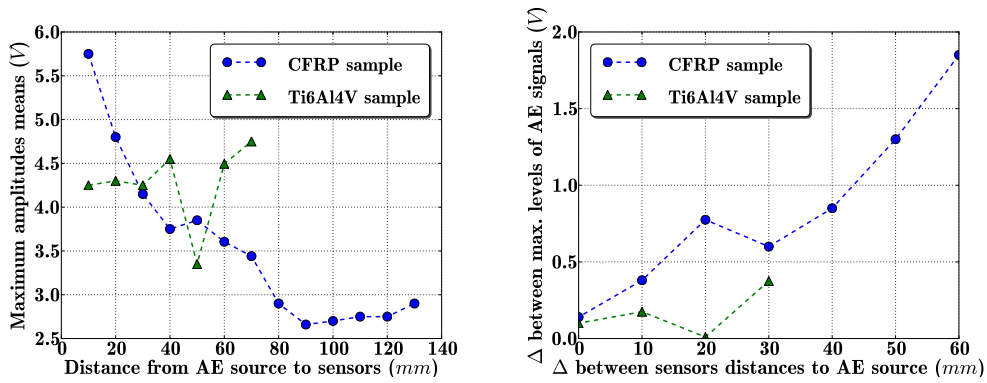 Maximum amplitudes means (V)
6.0
5.5
5.0
4.5
4.0
3.5
3.0
2.5
CFRP sample
Ti6Al4V sample
0 20 40 60 80 100 120 140
Distance from AE source to sensors (mm)
Δ between max. levels of AE signals (V)
2.0
1.5
1.0
0.5
0.0
CFRP sample
Ti6Al4V sample
0 10 20 30 40 50 60
Δ between sensors distances to AE source (mm)